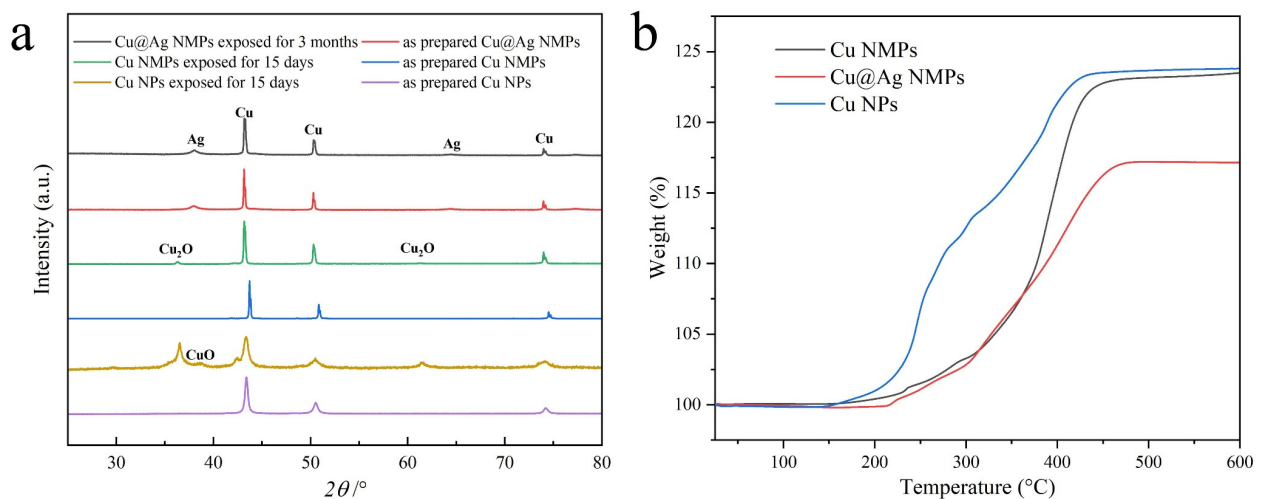 a
Cu@Ag NMPs exposed for 3 months
as prepared Cu@Ag NMPs
Cu NMPs exposed for 15 days
as prepared Cu NMPs
Cu NPs exposed for 15 days
as prepared Cu NPs
Ag
Cu
Cu
Ag
Cu
Cu₂O
Cu₂O
CuO
Intensity (a.u.)
30 40 50 60 70 80
2θ /°
b
Cu NMPs
Cu@Ag NMPs
Cu NPs
125
120
115
110
105
100
Weight (%)
100 200 300 400 500 600
Temperature (°C)